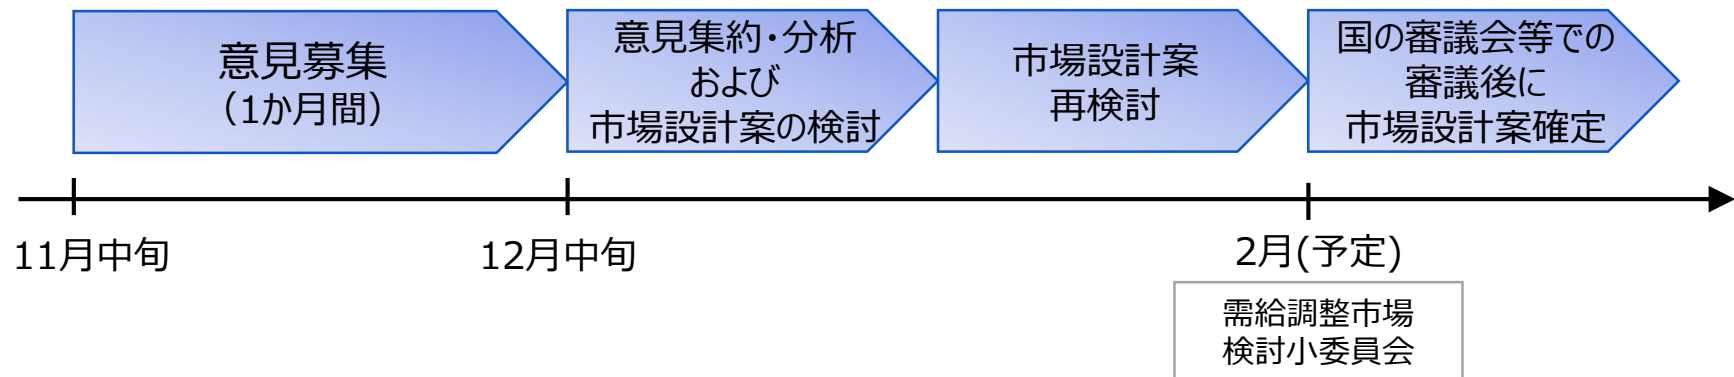 意見募集
（1か月間）
意見集約・分析
および
市場設計案の検討
市場設計案
再検討
国の審議会等での
審議後に
市場設計案確定
11月中旬
12月中旬
2月(予定)
需給調整市場
検討小委員会